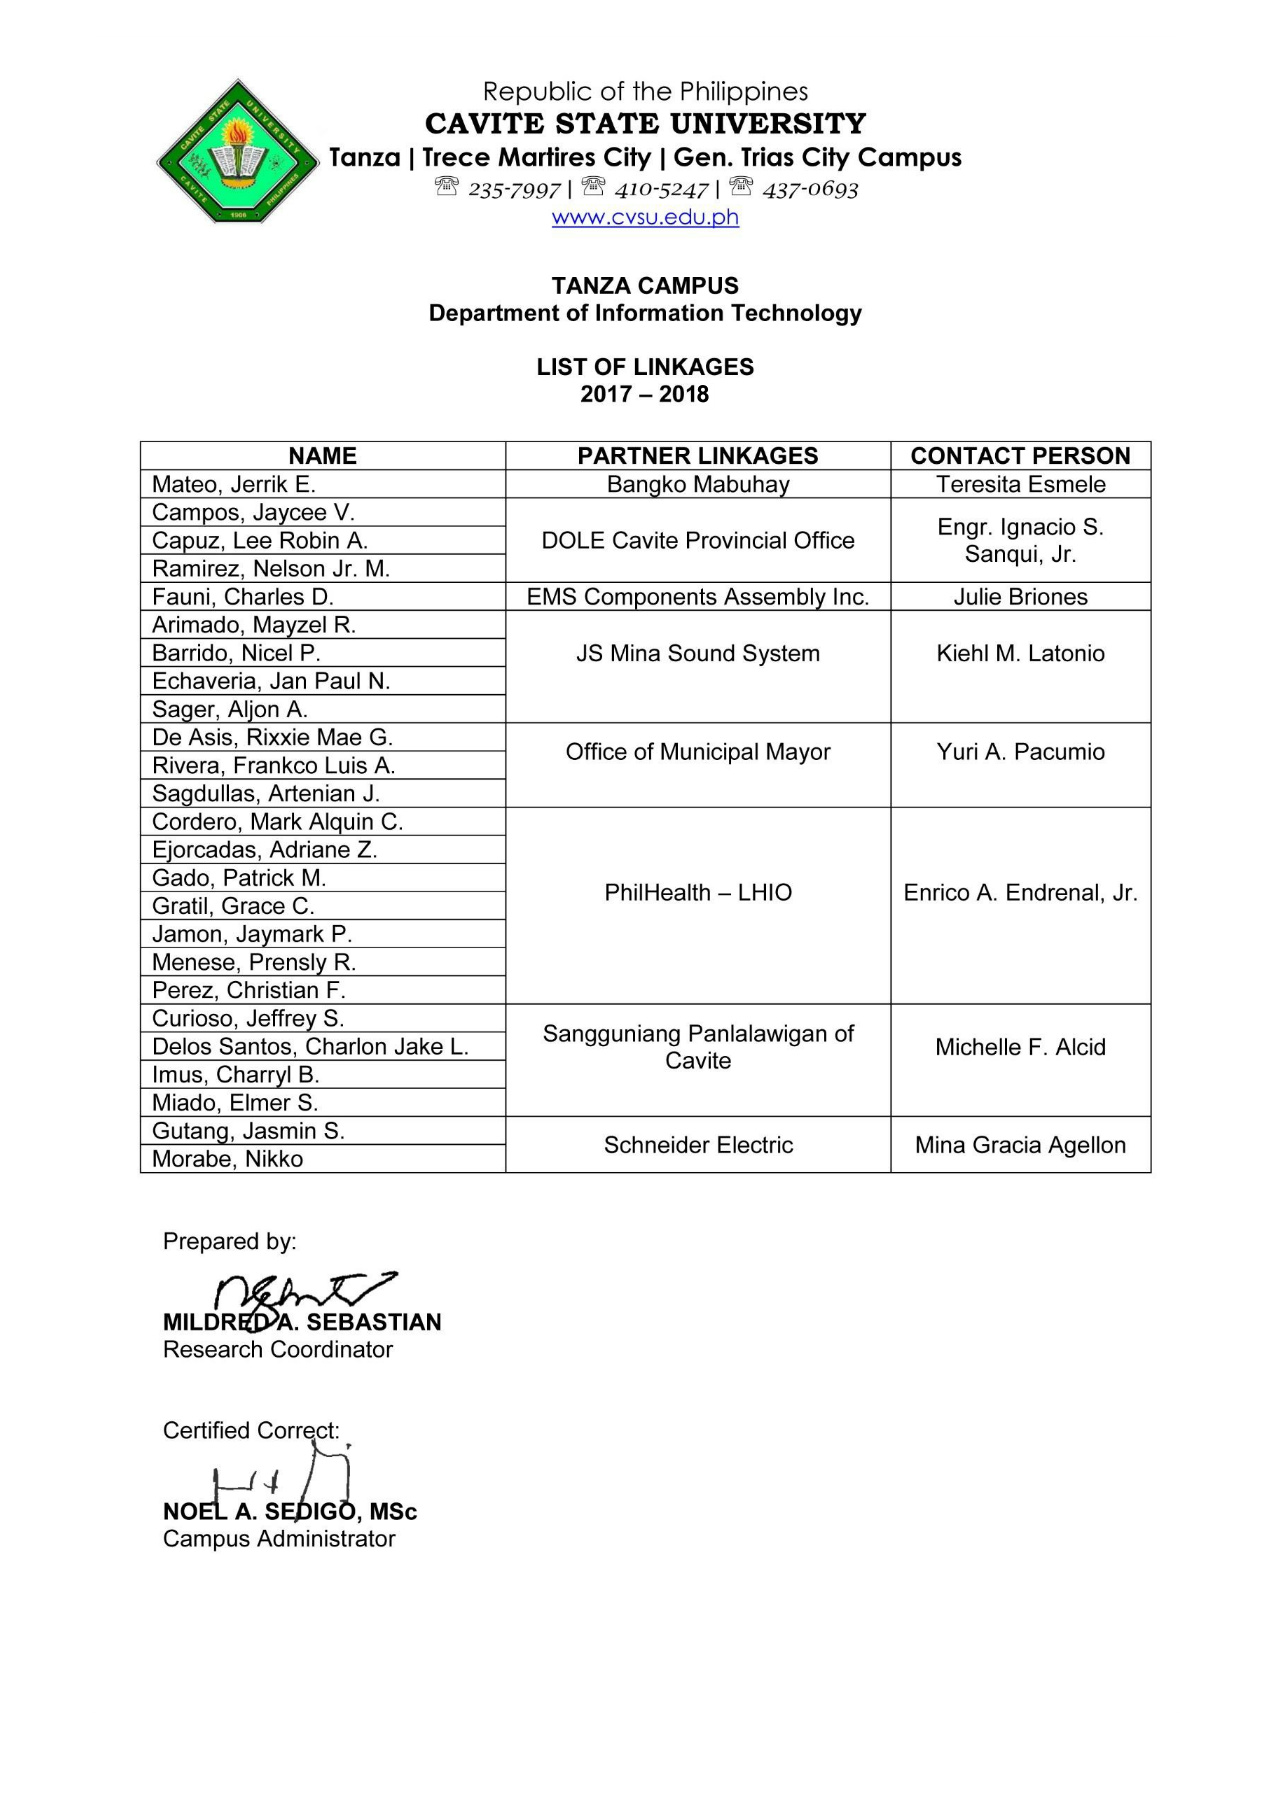 Republic of the Philippines
CAVITE STATE UNIVERSITY
Tanza | Trece Martires City | Gen. Trias City Campus
☏ 235-7997 | ☏ 410-5247 | ☏ 437-0693
www.cvsu.edu.ph
CAVITE STATE UNIVERSITY
CAVITE PHILIPPINES
1906
TANZA CAMPUS
Department of Information Technology
LIST OF LINKAGES
2017 – 2018
NAME PARTNER LINKAGES CONTACT PERSON
Mateo, Jerrik E. Bangko Mabuhay Teresita Esmele
Campos, Jaycee V.
Capuz, Lee Robin A.
Ramirez, Nelson Jr. M.
DOLE Cavite Provincial Office
Engr. Ignacio S.
Sanqui, Jr.
Fauni, Charles D. EMS Components Assembly Inc. Julie Briones
Arimado, Mayzel R.
Barrido, Nicel P.
Echaveria, Jan Paul N.
Sager, Aljon A.
JS Mina Sound System
Kiehl M. Latonio
De Asis, Rixxie Mae G.
Rivera, Frankco Luis A.
Sagdullas, Artenian J.
Office of Municipal Mayor
Yuri A. Pacumio
Cordero, Mark Alquin C.
Ejorcadas, Adriane Z.
Gado, Patrick M.
Gratil, Grace C.
Jamon, Jaymark P.
Menese, Prensly R.
Perez, Christian F.
PhilHealth – LHIO
Enrico A. Endrenal, Jr.
Curioso, Jeffrey S.
Delos Santos, Charlon Jake L.
Imus, Charryl B.
Miado, Elmer S.
Sangguniang Panlalawigan of
Cavite
Michelle F. Alcid
Gutang, Jasmin S.
Morabe, Nikko
Schneider Electric
Mina Gracia Agellon
Prepared by:
MILDRED A. SEBASTIAN
Research Coordinator
Certified Correct:
NOEL A. SEDIGO, MSc
Campus Administrator